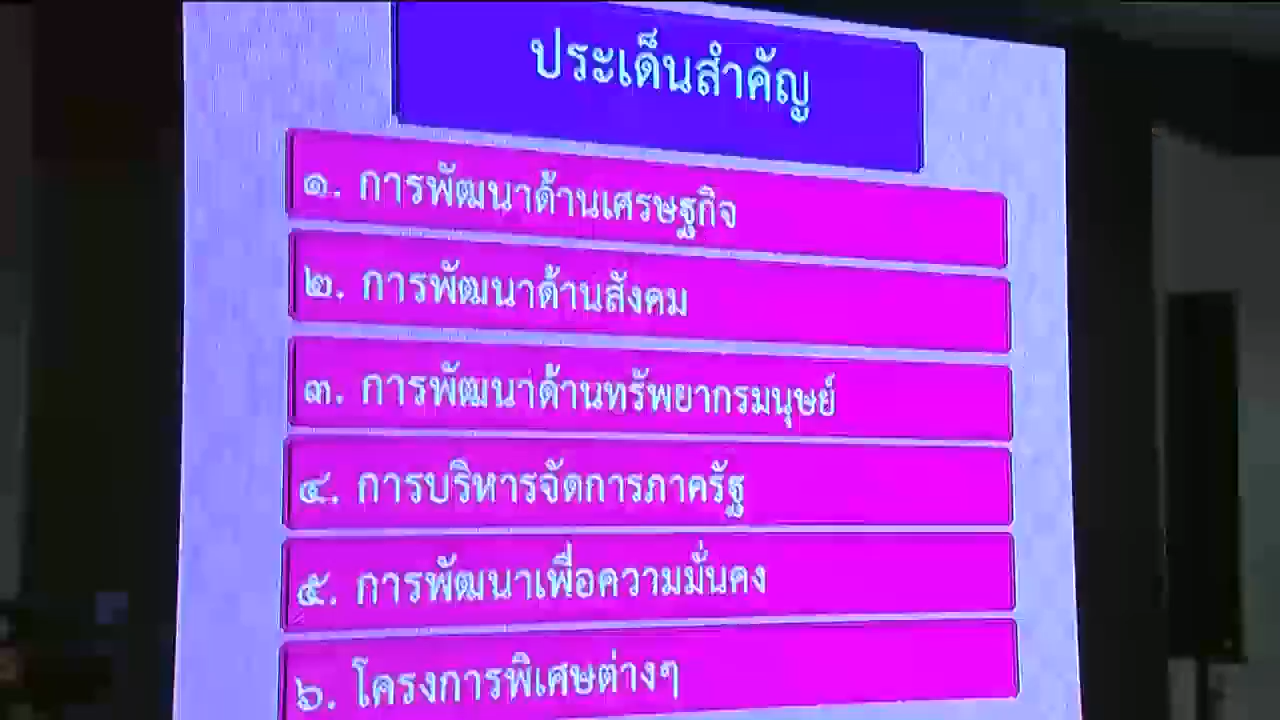 ประเด็นสำคัญ
๑. การพัฒนาด้านเศรษฐกิจ
๒. การพัฒนาด้านสังคม
๓. การพัฒนาด้านทรัพยากรมนุษย์
๔. การบริหารจัดการภาครัฐ
๕. การพัฒนาเพื่อความมั่นคง
๖. โครงการพิเศษต่างๆ